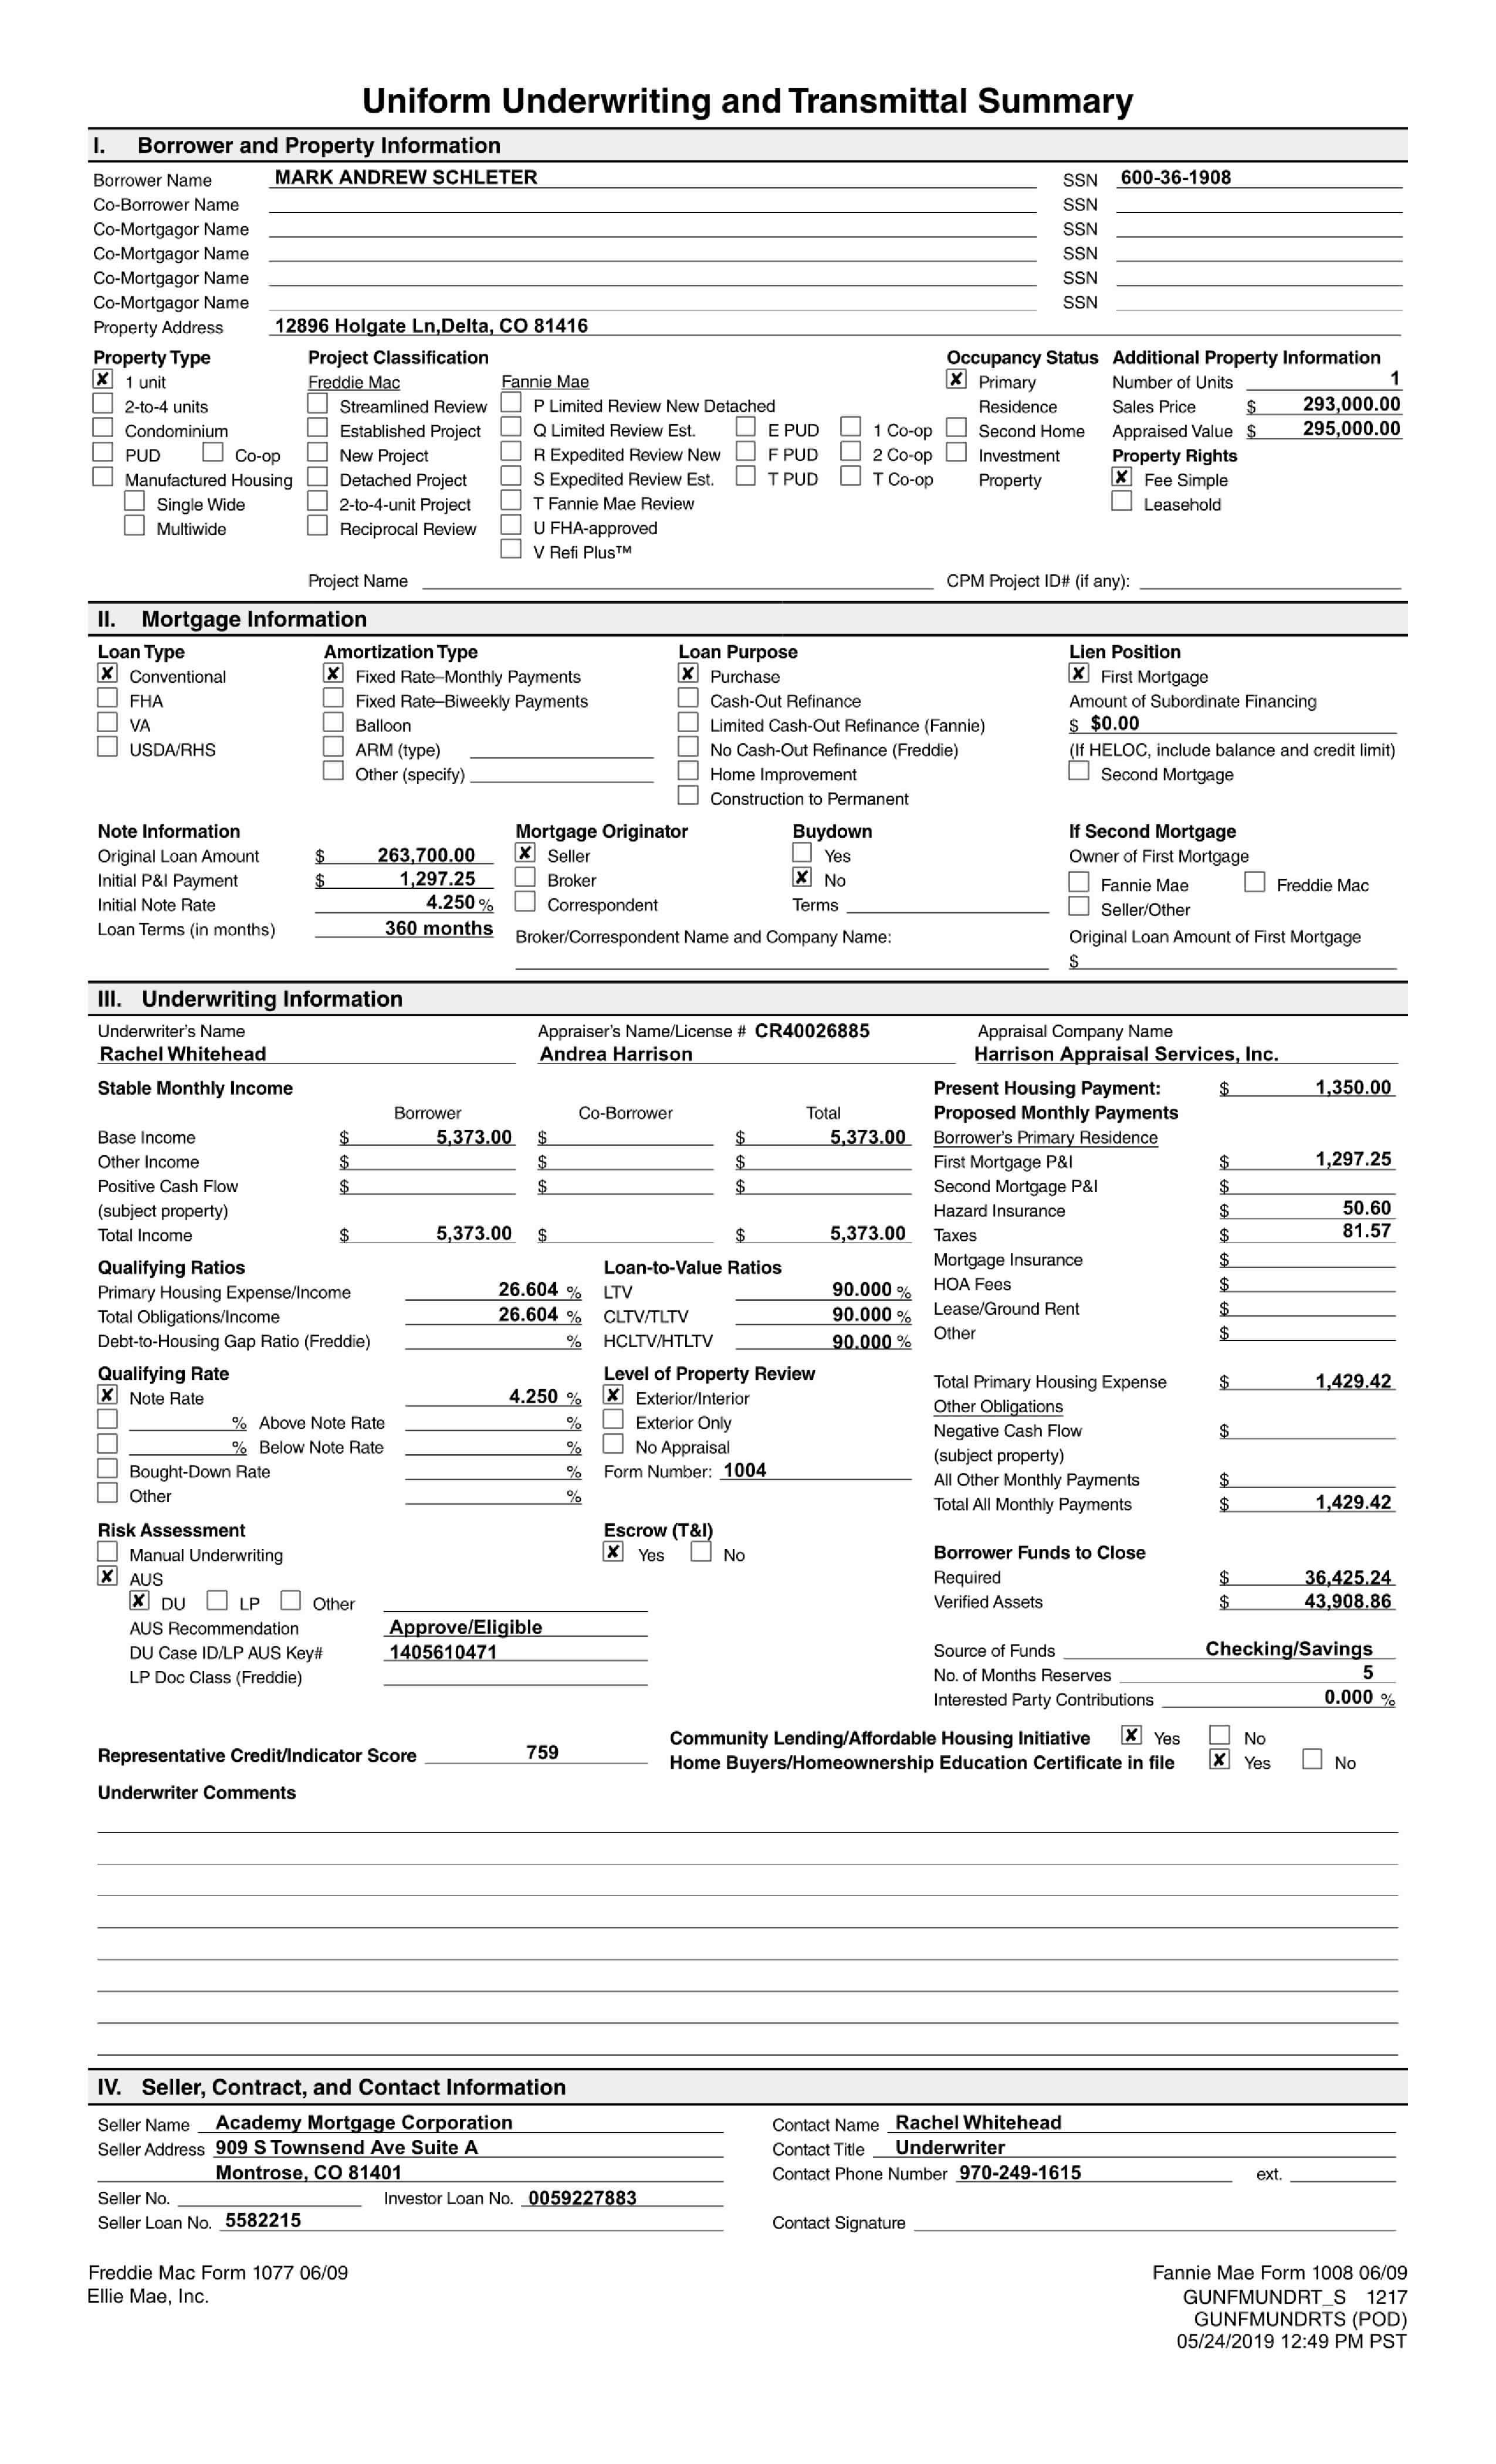 Uniform Underwriting and Transmittal Summary
I. Borrower and Property Information
Borrower Name MARK ANDREW SCHLETER SSN 600-36-1908
Co-Borrower Name SSN
Co-Mortgagor Name SSN
Co-Mortgagor Name SSN
Co-Mortgagor Name SSN
Co-Mortgagor Name SSN
Property Address 12896 Holgate Ln,Delta, CO 81416
Property Type Project Classification Occupancy Status Additional Property Information
✘ 1 unit Freddie Mac Fannie Mae ✘ Primary Number of Units 1
2-to-4 units Streamlined Review P Limited Review New Detached Residence Sales Price $ 293,000.00
Condominium Established Project Q Limited Review Est. E PUD 1 Co-op Second Home Appraised Value $ 295,000.00
PUD Co-op New Project R Expedited Review New F PUD 2 Co-op Investment Property Rights
Manufactured Housing Detached Project S Expedited Review Est. T PUD T Co-op Property ✘ Fee Simple
Single Wide 2-to-4-unit Project T Fannie Mae Review Leasehold
Multiwide Reciprocal Review U FHA-approved
V Refi Plus™
Project Name CPM Project ID# (if any):
II. Mortgage Information
Loan Type Amortization Type Loan Purpose Lien Position
✘ Conventional ✘ Fixed Rate–Monthly Payments ✘ Purchase ✘ First Mortgage
FHA Fixed Rate–Biweekly Payments Cash-Out Refinance Amount of Subordinate Financing
VA Balloon Limited Cash-Out Refinance (Fannie) $ $0.00
USDA/RHS ARM (type) No Cash-Out Refinance (Freddie) (If HELOC, include balance and credit limit)
Other (specify) Home Improvement Second Mortgage
Construction to Permanent
Note Information Mortgage Originator Buydown If Second Mortgage
Original Loan Amount $ 263,700.00 ✘ Seller Yes Owner of First Mortgage
Initial P&I Payment $ 1,297.25 Broker ✘ No Fannie Mae Freddie Mac
Initial Note Rate 4.250 % Correspondent Terms Seller/Other
Loan Terms (in months) 360 months Broker/Correspondent Name and Company Name: Original Loan Amount of First Mortgage
$
III. Underwriting Information
Underwriter's Name Appraiser's Name/License # CR40026885 Appraisal Company Name
Rachel Whitehead Andrea Harrison Harrison Appraisal Services, Inc.
Stable Monthly Income Present Housing Payment: $ 1,350.00
Borrower Co-Borrower Total Proposed Monthly Payments
Base Income $ 5,373.00 $ $ 5,373.00 Borrower's Primary Residence
Other Income $ $ $ First Mortgage P&I $ 1,297.25
Positive Cash Flow $ $ $ Second Mortgage P&I $
(subject property) Hazard Insurance $ 50.60
Total Income $ 5,373.00 $ $ 5,373.00 Taxes $ 81.57
Qualifying Ratios Loan-to-Value Ratios Mortgage Insurance $
Primary Housing Expense/Income 26.604 % LTV 90.000 % HOA Fees $
Total Obligations/Income 26.604 % CLTV/TLTV 90.000 % Lease/Ground Rent $
Debt-to-Housing Gap Ratio (Freddie) % HCLTV/HTLTV 90.000 % Other $
Qualifying Rate Level of Property Review Total Primary Housing Expense $ 1,429.42
✘ Note Rate 4.250 % ✘ Exterior/Interior Other Obligations
% Above Note Rate % Exterior Only Negative Cash Flow $
% Below Note Rate % No Appraisal (subject property)
Bought-Down Rate % Form Number: 1004 All Other Monthly Payments $
Other % Total All Monthly Payments $ 1,429.42
Risk Assessment Escrow (T&I)
Manual Underwriting ✘ Yes No Borrower Funds to Close
✘ AUS Required $ 36,425.24
✘ DU LP Other Verified Assets $ 43,908.86
AUS Recommendation Approve/Eligible
DU Case ID/LP AUS Key# 1405610471 Source of Funds Checking/Savings
LP Doc Class (Freddie) No. of Months Reserves 5
Interested Party Contributions 0.000 %
Community Lending/Affordable Housing Initiative ✘ Yes No
Representative Credit/Indicator Score 759 Home Buyers/Homeownership Education Certificate in file ✘ Yes No
Underwriter Comments
IV. Seller, Contract, and Contact Information
Seller Name Academy Mortgage Corporation Contact Name Rachel Whitehead
Seller Address 909 S Townsend Ave Suite A Contact Title Underwriter
Montrose, CO 81401 Contact Phone Number 970-249-1615 ext.
Seller No. Investor Loan No. 0059227883
Seller Loan No. 5582215 Contact Signature
Freddie Mac Form 1077 06/09 Fannie Mae Form 1008 06/09
Ellie Mae, Inc. GUNFMUNDRT_S 1217
GUNFMUNDRTS (POD)
05/24/2019 12:49 PM PST